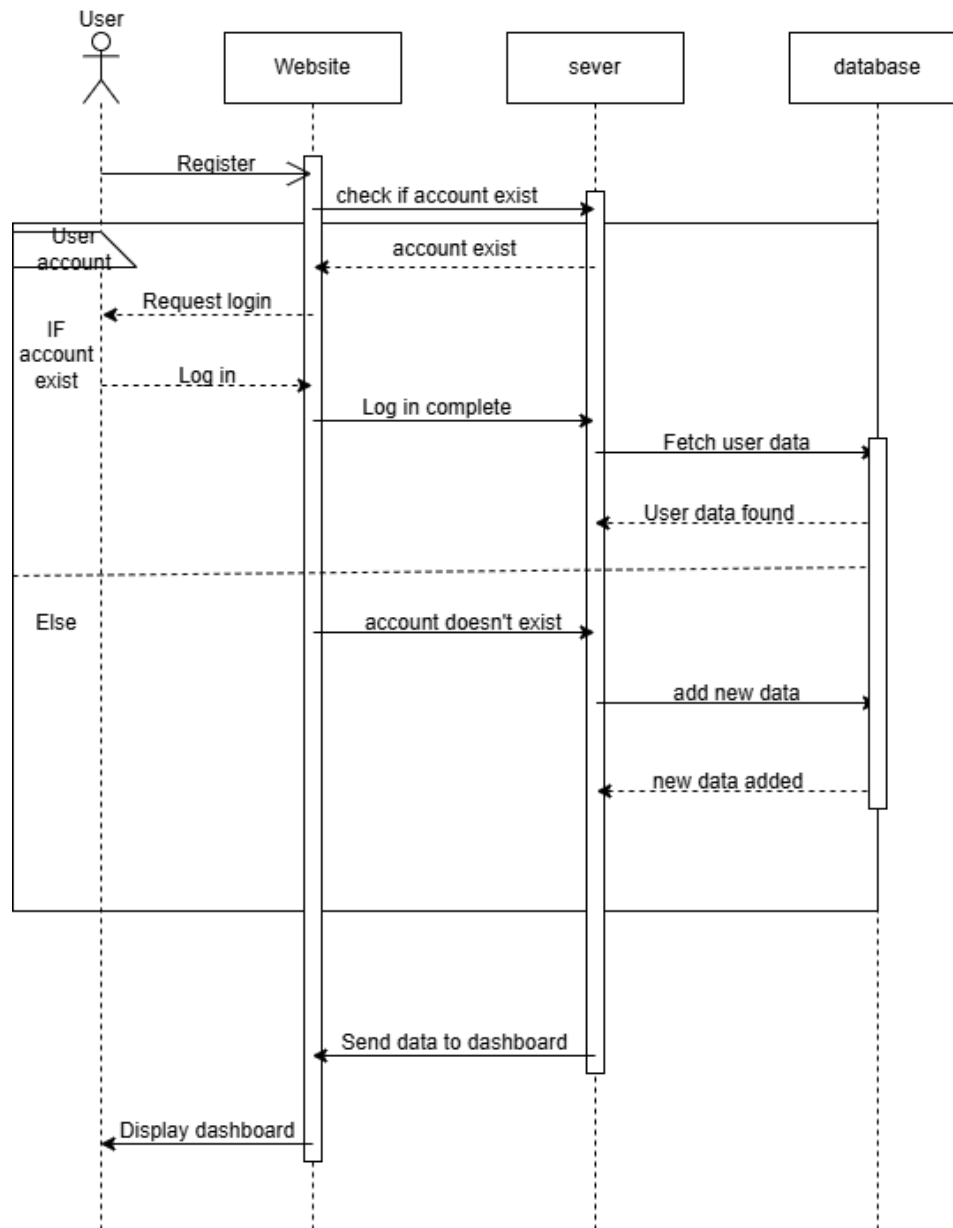 User
Website
sever
database
Register
check if account exist
User
account
account exist
Request login
IF
account
exist
Log in
Log in complete
Fetch user data
User data found
Else
account doesn't exist
add new data
new data added
Send data to dashboard
Display dashboard